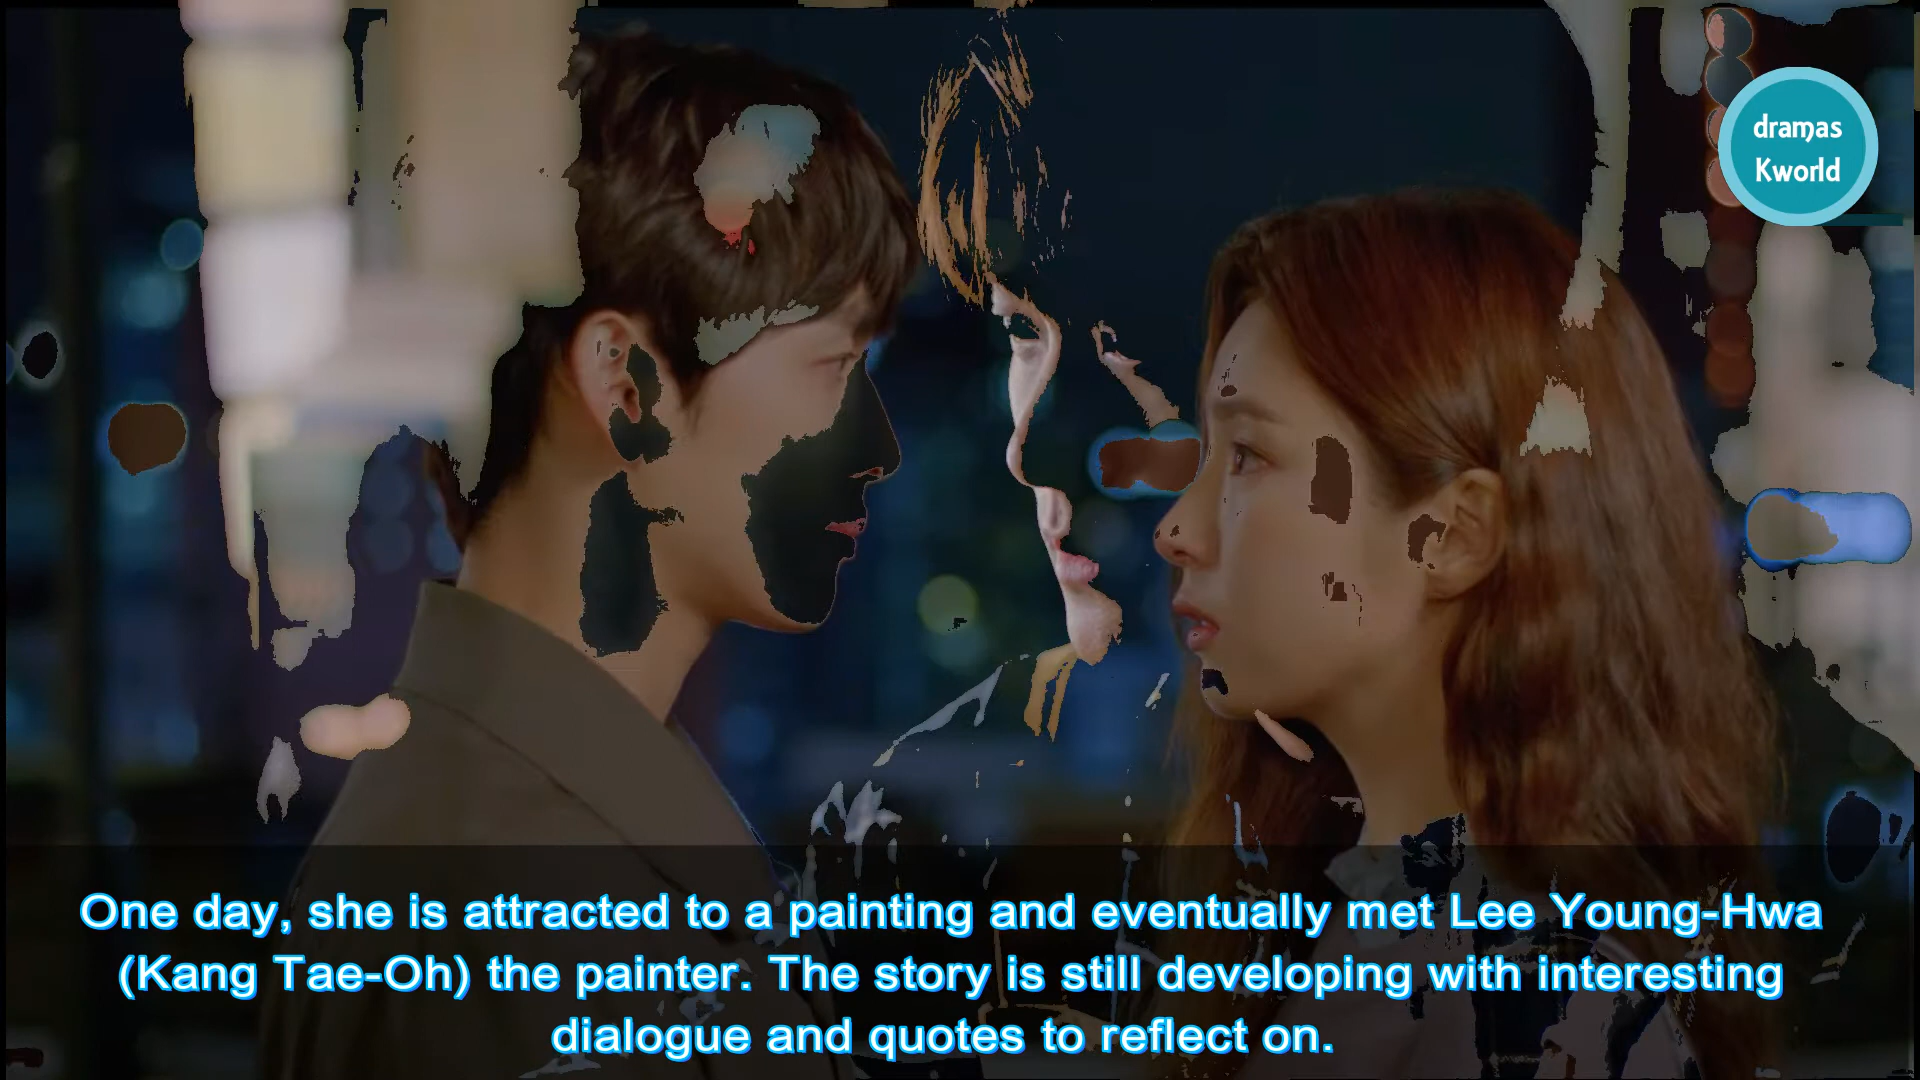 dramas
Kworld
One day, she is attracted to a painting and eventually met Lee Young-Hwa
(Kang Tae-Oh) the painter. The story is still developing with interesting
dialogue and quotes to reflect on.